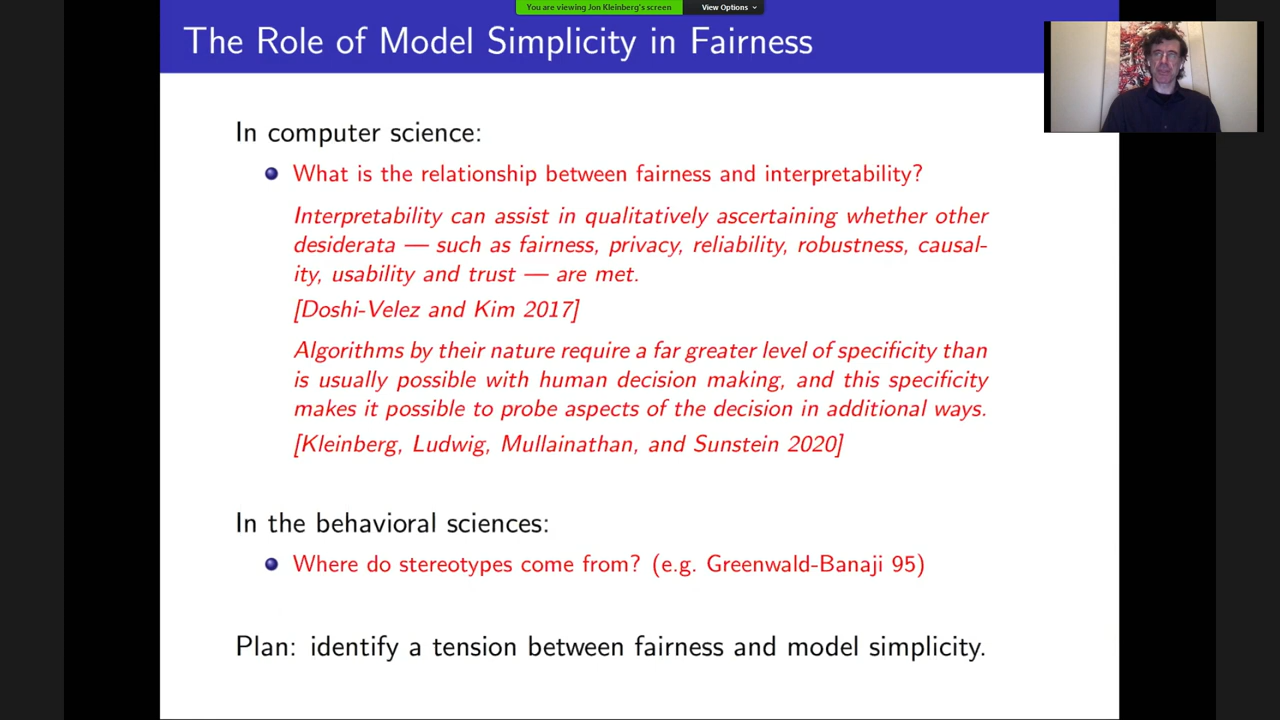 You are viewing Jon Kleinberg's screen
View Options
The Role of Model Simplicity in Fairness
In computer science:
What is the relationship between fairness and interpretability?
Interpretability can assist in qualitatively ascertaining whether other
desiderata — such as fairness, privacy, reliability, robustness, causal-
ity, usability and trust — are met.
[Doshi-Velez and Kim 2017]
Algorithms by their nature require a far greater level of specificity than
is usually possible with human decision making, and this specificity
makes it possible to probe aspects of the decision in additional ways.
[Kleinberg, Ludwig, Mullainathan, and Sunstein 2020]
In the behavioral sciences:
Where do stereotypes come from? (e.g. Greenwald-Banaji 95)
Plan: identify a tension between fairness and model simplicity.